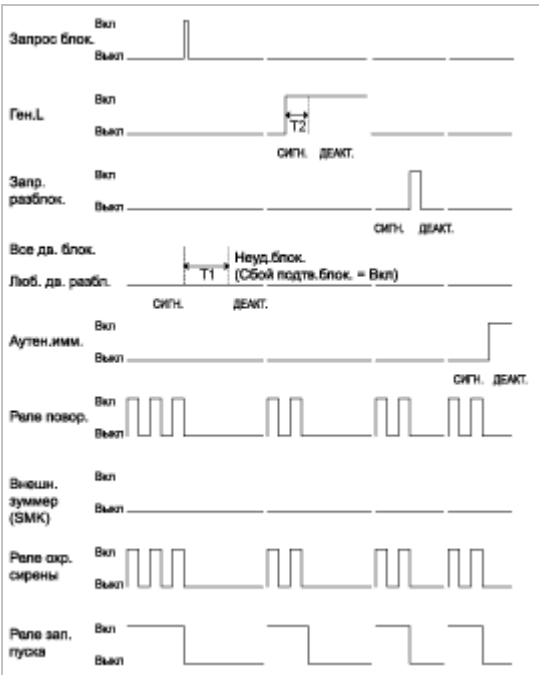 Запрос блок.
Вкл
Выкл
Ген.L
Вкл
Выкл
T2
СИГН. ДЕАКТ.
Запр.
разблок.
Вкл
Выкл
СИГН. ДЕАКТ.
Все дв. блок.
Люб. дв. разбл.
T1
Неуд.блок.
(Сбой подтв.блок. = Вкл)
СИГН. ДЕАКТ.
Аутен.имм.
Вкл
Выкл
СИГН. ДЕАКТ.
Реле повор.
Вкл
Выкл
Внешн.
зуммер
(SMK)
Вкл
Выкл
Реле охр.
сирены
Вкл
Выкл
Реле зап.
пуска
Вкл
Выкл